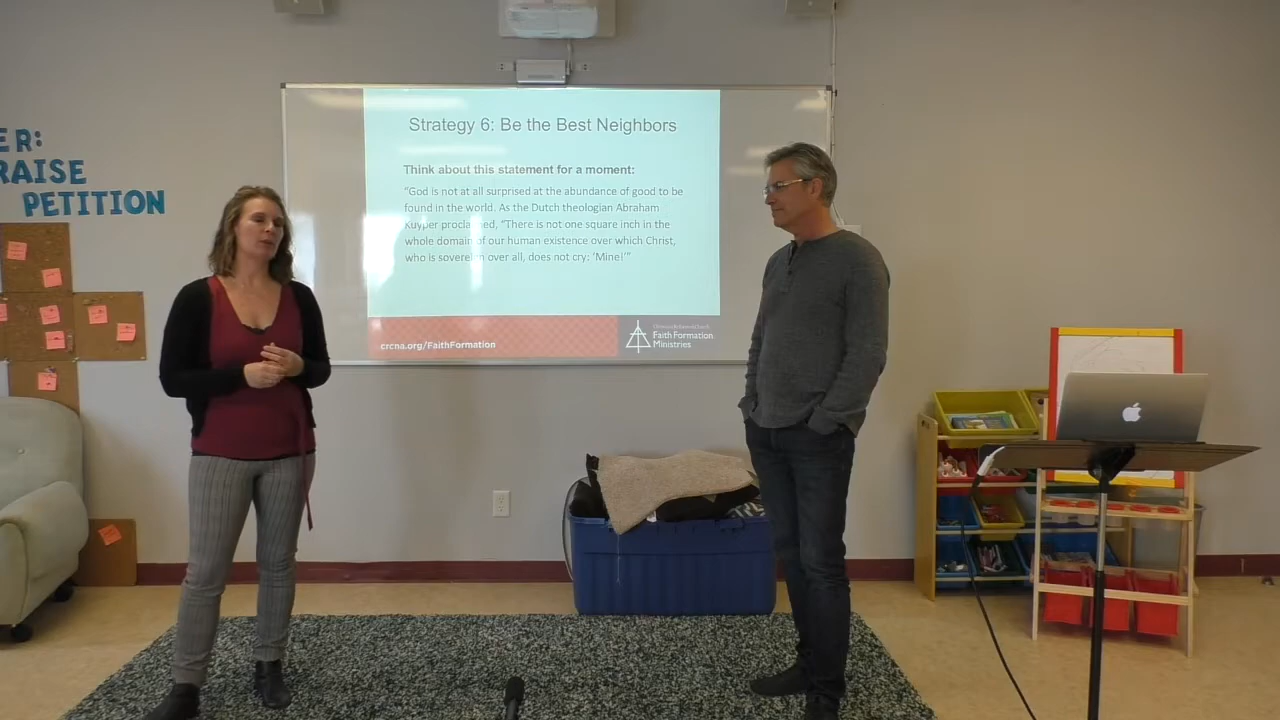 ER:
RAISE
PETITION
Strategy 6: Be the Best Neighbors
Think about this statement for a moment:
"God is not at all surprised at the abundance of good to be
found in the world. As the Dutch theologian Abraham
Kuyper proclaimed, "There is not one square inch in the
whole domain of our human existence over which Christ,
who is sovereign over all, does not cry: 'Mine!'"
crcna.org/FaithFormation
Faith Formation
Ministries